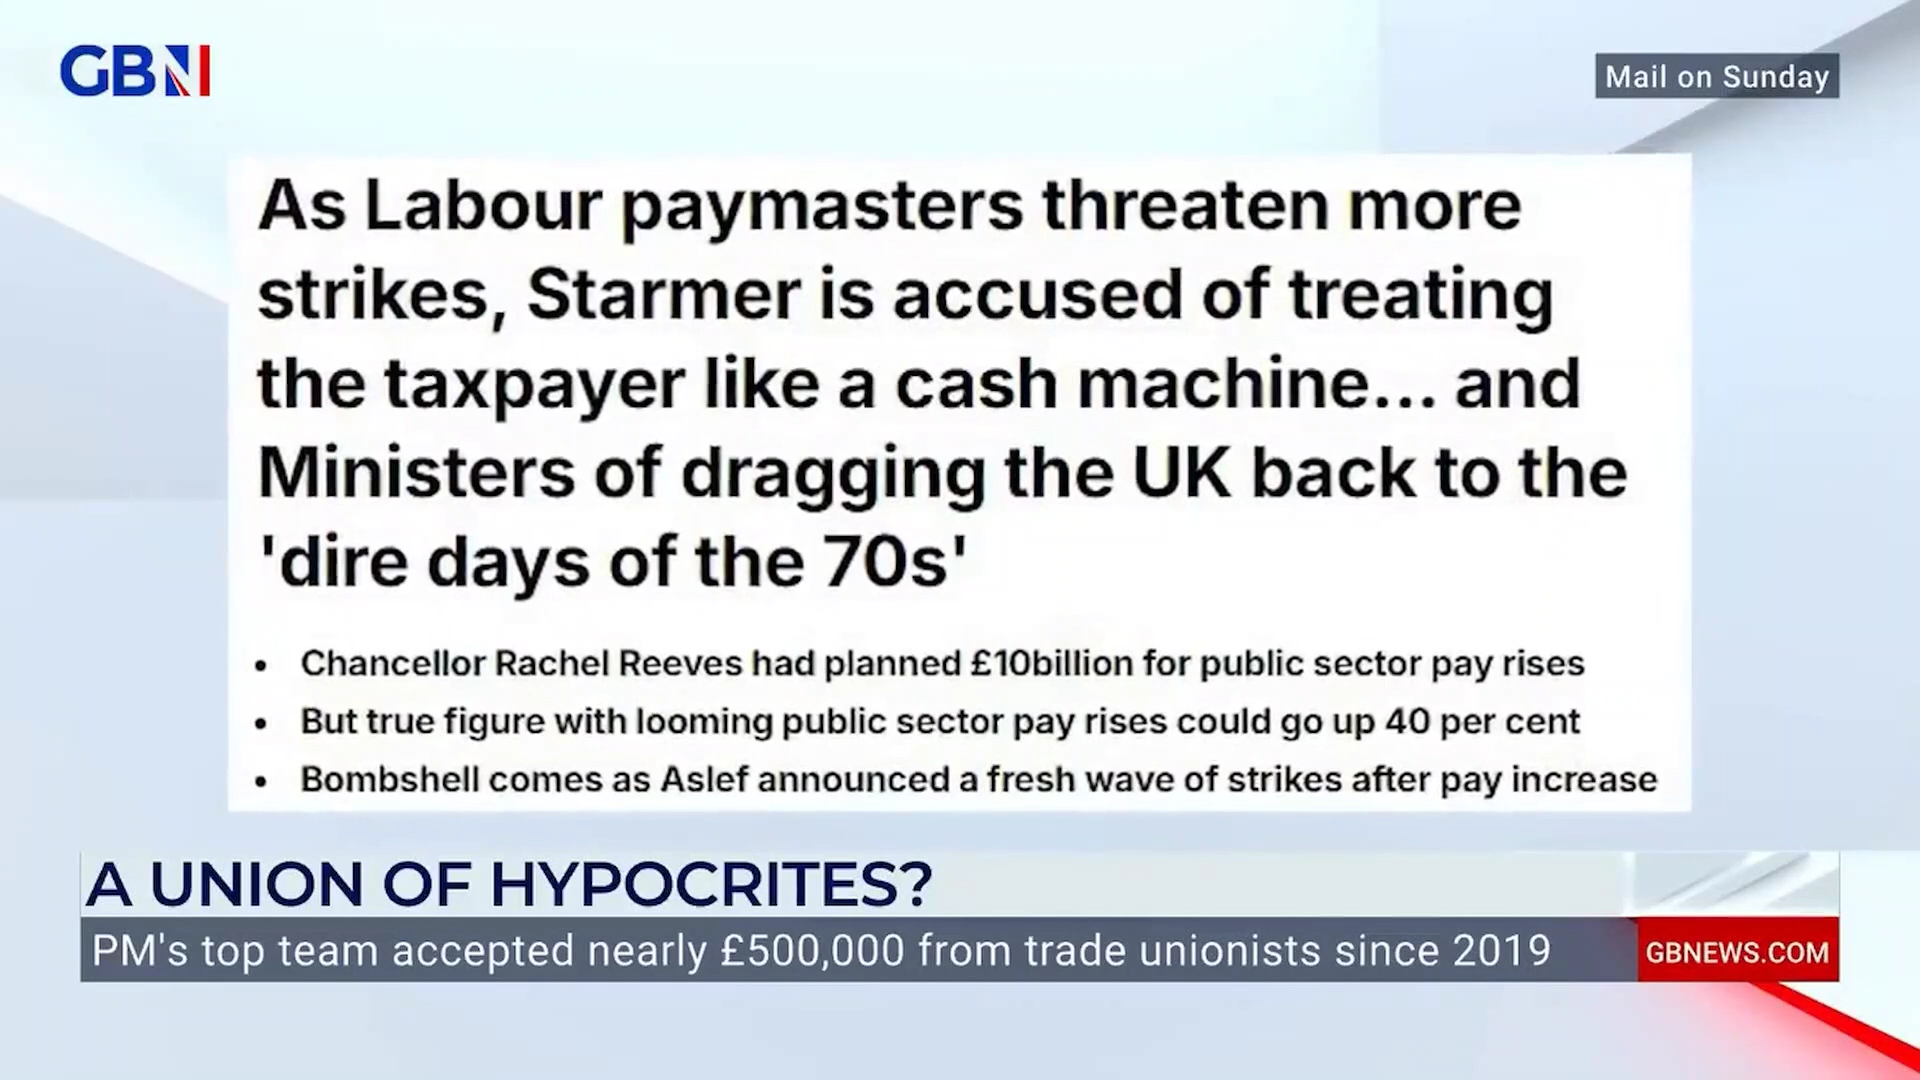 GBN
Mail on Sunday
As Labour paymasters threaten more
strikes, Starmer is accused of treating
the taxpayer like a cash machine... and
Ministers of dragging the UK back to the
'dire days of the 70s'
• Chancellor Rachel Reeves had planned £10billion for public sector pay rises
• But true figure with looming public sector pay rises could go up 40 per cent
• Bombshell comes as Aslef announced a fresh wave of strikes after pay increase
A UNION OF HYPOCRITES?
PM's top team accepted nearly £500,000 from trade unionists since 2019
GBNEWS.COM